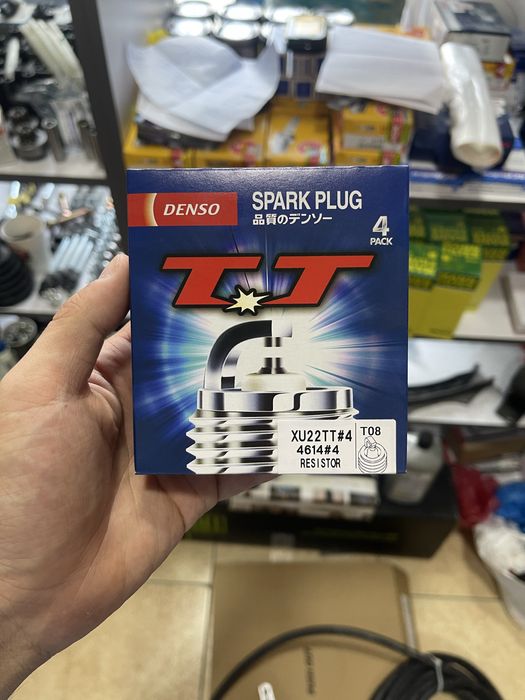 DENSO
SPARK PLUG
品質のデンソー
4
PACK
TT
XU22TT#4
4614#4
RESISTOR
T08